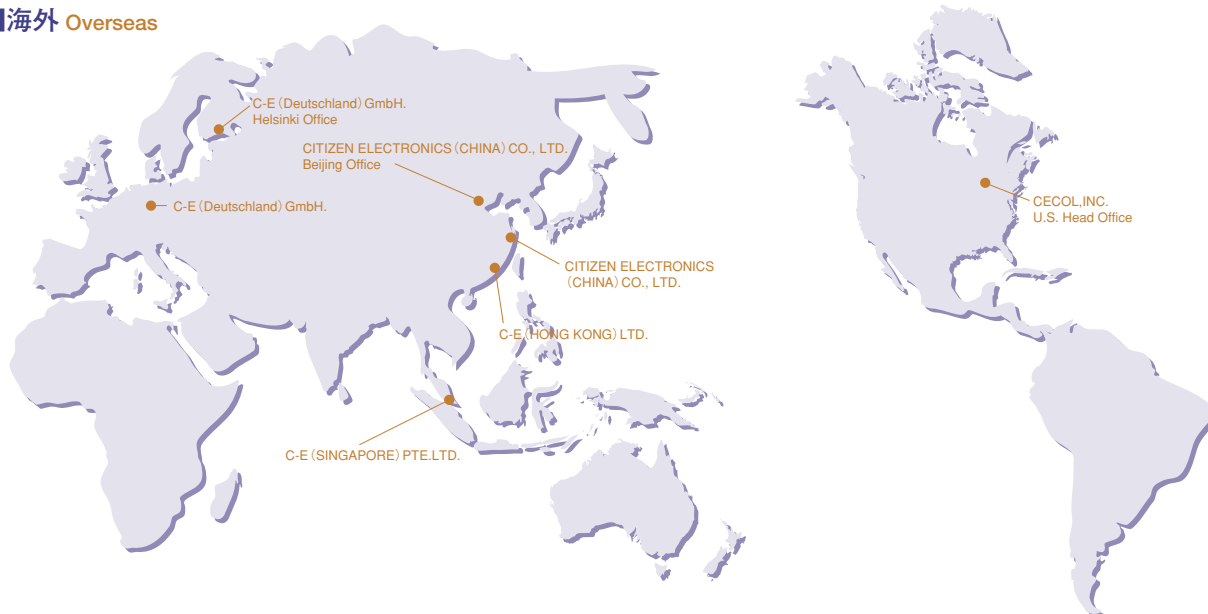 海外 Overseas
C-E（Deutschland）GmbH.
Helsinki Office
CITIZEN ELECTRONICS（CHINA）CO., LTD.
Beijing Office
C-E（Deutschland）GmbH.
CECOL,INC.
U.S. Head Office
CITIZEN ELECTRONICS
（CHINA）CO., LTD.
C-E（HONG KONG）LTD.
C-E（SINGAPORE）PTE.LTD.